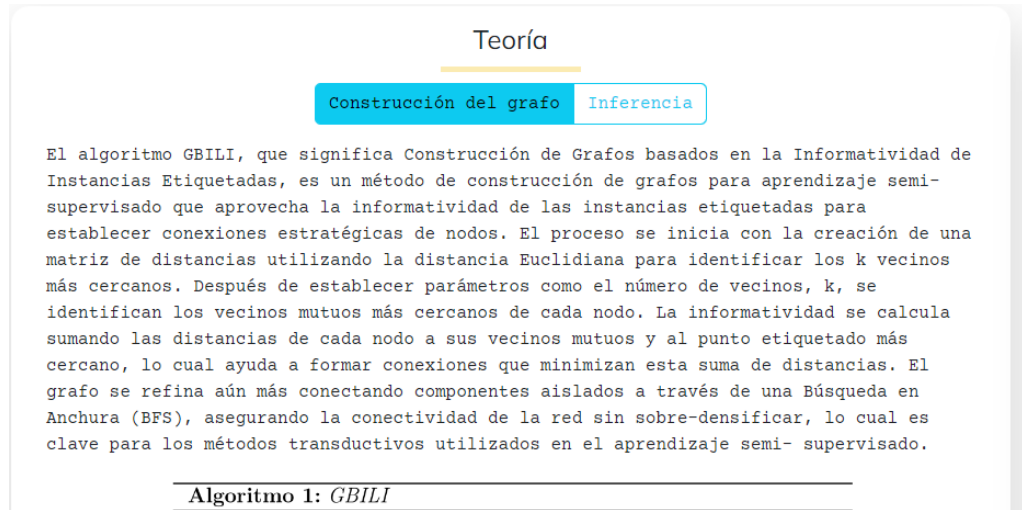 Teoría
Construcción del grafo Inferencia
El algoritmo GBILI, que significa Construcción de Grafos basados en la Informatividad de
Instancias Etiquetadas, es un método de construcción de grafos para aprendizaje semi-
supervisado que aprovecha la informatividad de las instancias etiquetadas para
establecer conexiones estratégicas de nodos. El proceso se inicia con la creación de una
matriz de distancias utilizando la distancia Euclidiana para identificar los k vecinos
más cercanos. Después de establecer parámetros como el número de vecinos, k, se
identifican los vecinos mutuos más cercanos de cada nodo. La informatividad se calcula
sumando las distancias de cada nodo a sus vecinos mutuos y al punto etiquetado más
cercano, lo cual ayuda a formar conexiones que minimizan esta suma de distancias. El
grafo se refina aún más conectando componentes aislados a través de una Búsqueda en
Anchura (BFS), asegurando la conectividad de la red sin sobre-densificar, lo cual es
clave para los métodos transductivos utilizados en el aprendizaje semi- supervisado.
Algoritmo 1: GBILI